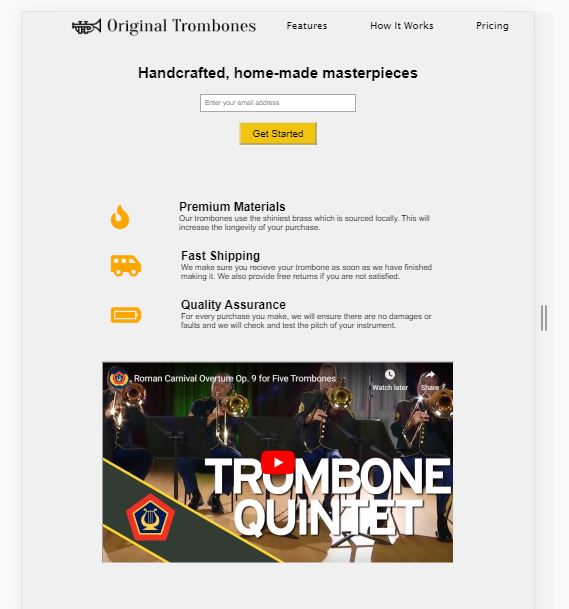 Original Trombones
Features
How It Works
Pricing
Handcrafted, home-made masterpieces
Enter your email address
Get Started
Premium Materials
Our trombones use the shiniest brass which is sourced locally. This will
increase the longevity of your purchase.
Fast Shipping
We make sure you recieve your trombone as soon as we have finished
making it. We also provide free returns if you are not satisfied.
Quality Assurance
For every purchase you make, we will ensure there are no damages or
faults and we will check and test the pitch of your instrument.
Roman Carnival Overture Op. 9 for Five Trombones
Watch later
Share
TROMBONE
QUINTET